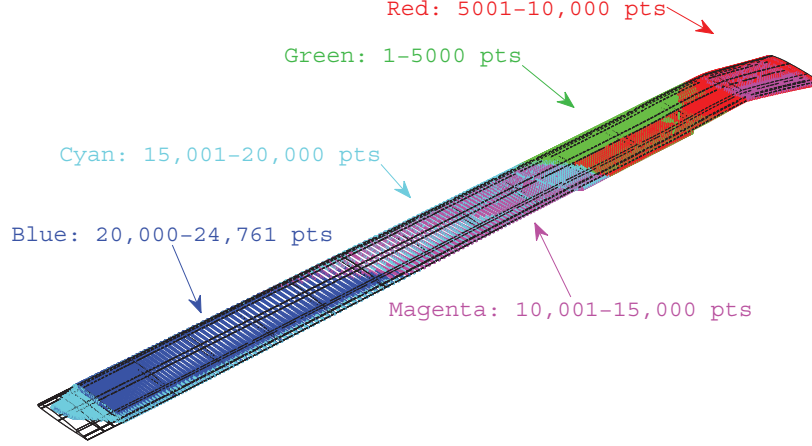 Red: 5001-10,000 pts
Green: 1-5000 pts
Cyan: 15,001-20,000 pts
Blue: 20,000-24,761 pts
Magenta: 10,001-15,000 pts